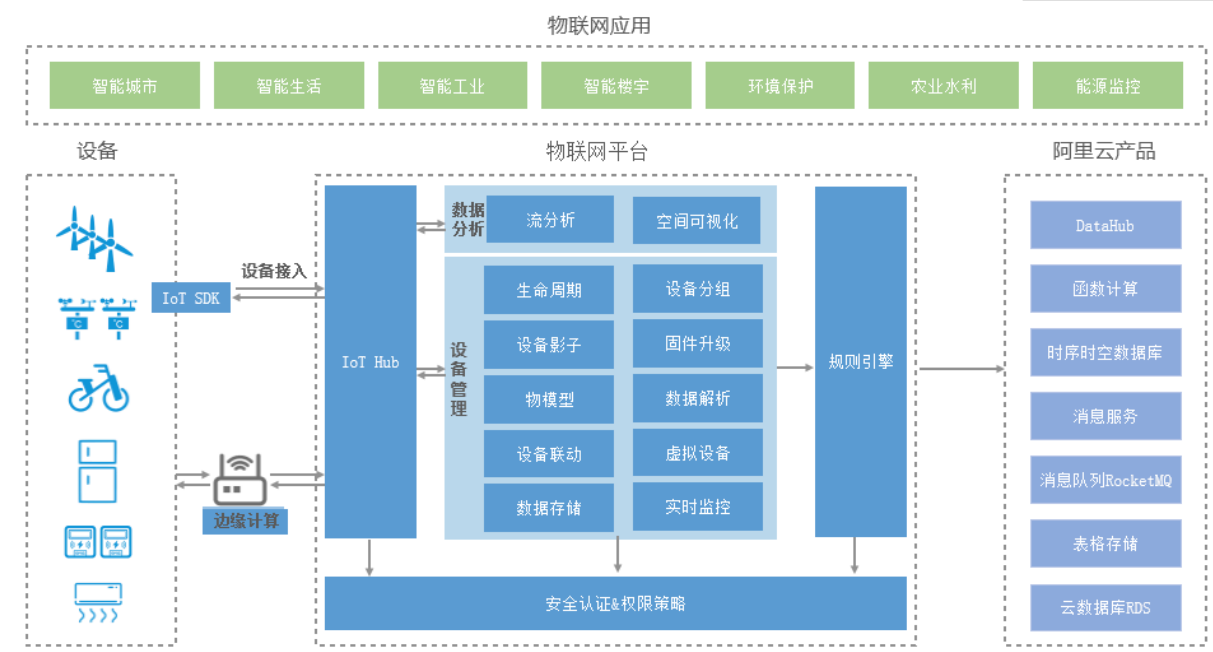 物联网应用
智能城市
智能生活
智能工业
智能楼宇
环境保护
农业水利
能源监控
设备
物联网平台
阿里云产品
℃
℃
IoT SDK
设备接入
边缘计算
IoT Hub
数据
分析
流分析
空间可视化
设
备
管
理
生命周期
设备分组
设备影子
固件升级
物模型
数据解析
设备联动
虚拟设备
数据存储
实时监控
规则引擎
安全认证&权限策略
DataHub
函数计算
时序时空数据库
消息服务
消息队列RocketMQ
表格存储
云数据库RDS